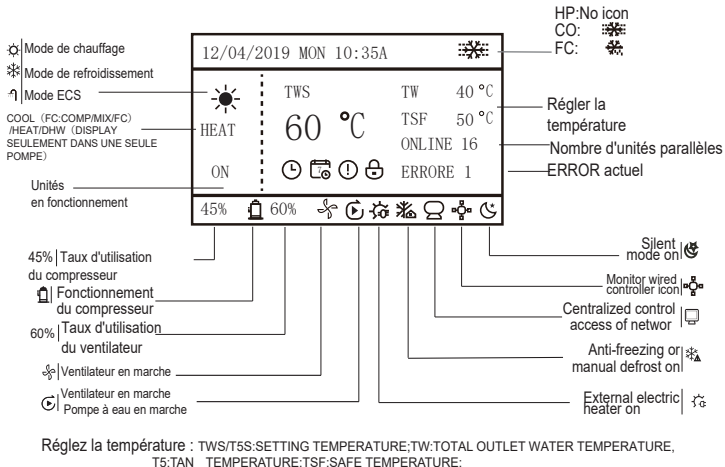 HP:No icon
CO:
FC:
Mode de chauffage
Mode de refroidissement
Mode ECS
COOL (FC:COMP/MIX/FC)
/HEAT/DHW (DISPLAY
SEULEMENT DANS UNE SEULE
POMPE)
Unités
en fonctionnement
12/04/2019 MON 10:35A
HEAT
ON
TWS
60 °C
TW 40 °C
TSF 50 °C
ONLINE 16
ERRORE 1
7
45% 60%
Régler la
température
Nombre d'unités parallèles
ERROR actuel
45% Taux d'utilisation
du compresseur
Fonctionnement
du compresseur
60% Taux d'utilisation
du ventilateur
Ventilateur en marche
Ventilateur en marche
Pompe à eau en marche
Silent
mode on
Monitor wired
controller icon
Centralized control
access of networ
Anti-freezing or
manual defrost on
External electric
heater on
Réglez la température : TWS/T5S:SETTING TEMPERATURE;TW:TOTAL OUTLET WATER TEMPERATURE,
T5:TAN TEMPERATURE;TSF:SAFE TEMPERATURE;